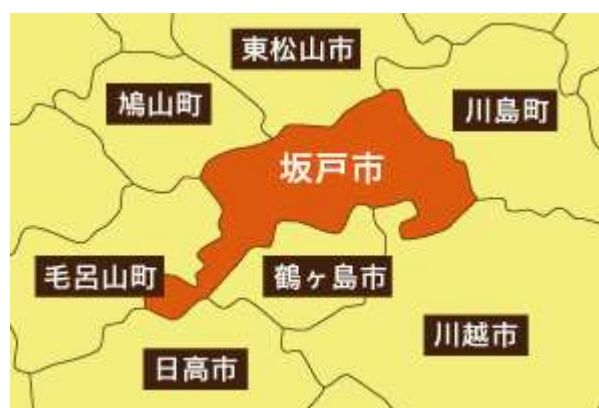 東松山市
鳩山町
川島町
坂戸市
毛呂山町
鶴ヶ島市
川越市
日高市